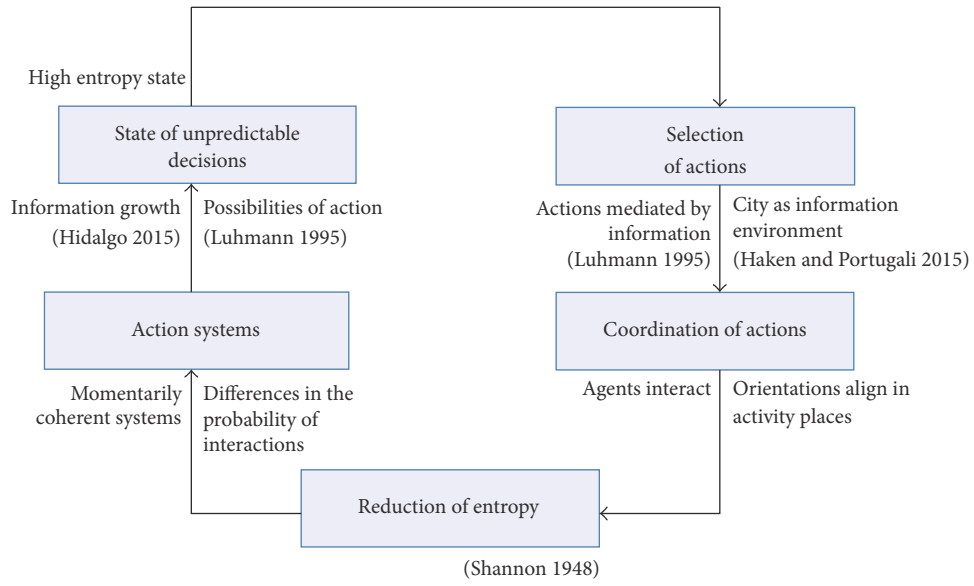 High entropy state
State of unpredictable
decisions
Selection
of actions
Information growth
(Hidalgo 2015)
Possibilities of action
(Luhmann 1995)
Actions mediated by
information
(Luhmann 1995)
City as information
environment
(Haken and Portugali 2015)
Action systems
Coordination of actions
Momentarily
coherent systems
Differences in the
probability of
interactions
Agents interact
Orientations align in
activity places
Reduction of entropy
(Shannon 1948)